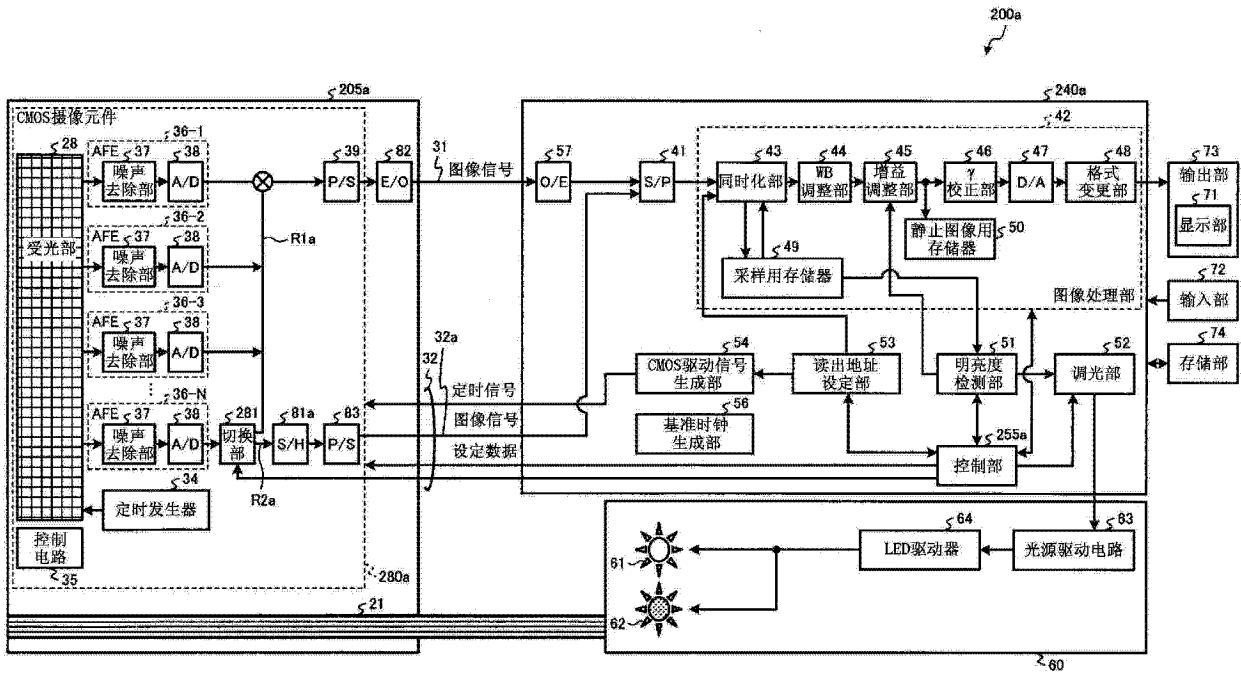 200a
205a
240a
CMOS摄像元件
28
36-1
AFE
37
38
噪声
去除部
A/D
39
82
P/S
E/O
31
图像信号
57
O/E
41
S/P
42
43
44
45
46
47
48
同时化部
WB
调整部
增益
调整部
γ
校正部
D/A
格式
变更部
73
输出部
71
显示部
36-2
AFE
37
38
噪声
去除部
A/D
受光部
R1a
静止图像用
存储器
50
49
采样用存储器
图像处理部
72
输入部
36-3
AFE
37
38
噪声
去除部
A/D
32
32a
54
CMOS驱动信号
生成部
53
读出地址
设定部
51
明亮度
检测部
52
调光部
74
存储部
36-N
AFE
37
38
噪声
去除部
A/D
281
切换
部
81a
S/H
83
P/S
R2a
定时信号
图像信号
设定数据
56
基准时钟
生成部
255a
控制部
34
定时发生器
控制
电路
35
280a
21
61
62
64
LED驱动器
63
光源驱动电路
60